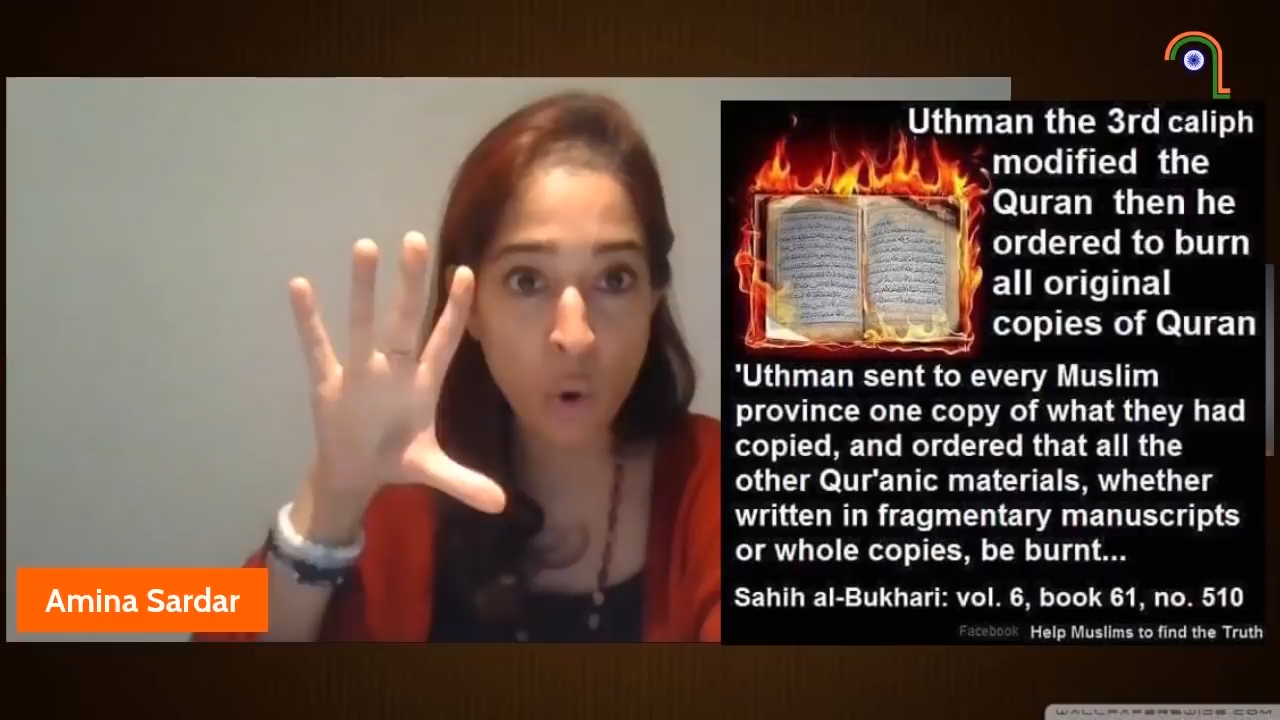 Uthman the 3rd caliph
modified the
Quran then he
ordered to burn
all original
copies of Quran
'Uthman sent to every Muslim
province one copy of what they had
copied, and ordered that all the
other Qur'anic materials, whether
written in fragmentary manuscripts
or whole copies, be burnt...
Sahih al-Bukhari: vol. 6, book 61, no. 510
Facebook Help Muslims to find the Truth
Amina Sardar
WALLPAPERSWIDE.COM